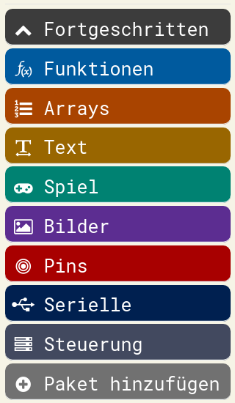 Fortgeschritten
Funktionen
Arrays
Text
Spiel
Bilder
Pins
Serielle
Steuerung
Paket hinzufügen